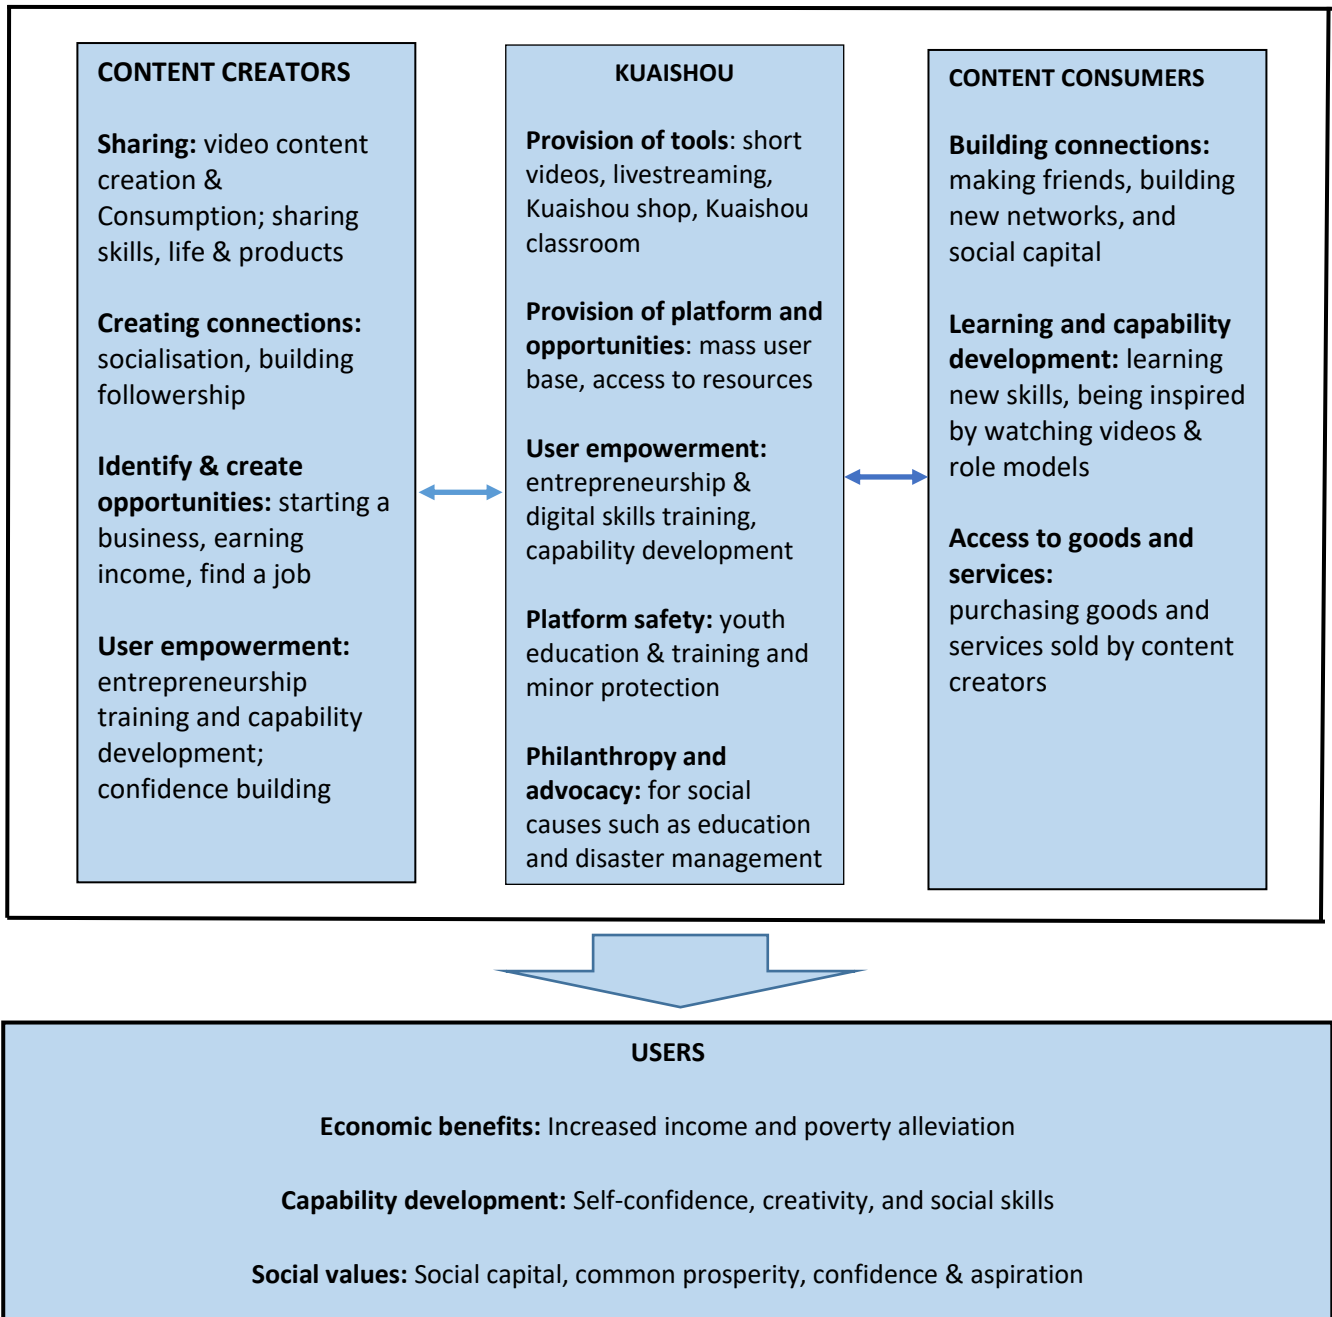 CONTENT CREATORS
Sharing: video content
creation &
Consumption; sharing
skills, life & products
Creating connections:
socialisation, building
followership
Identify & create
opportunities: starting a
business, earning
income, find a job
User empowerment:
entrepreneurship
training and capability
development;
confidence building
KUAISHOU
Provision of tools: short
videos, livestreaming,
Kuaishou shop, Kuaishou
classroom
Provision of platform and
opportunities: mass user
base, access to resources
User empowerment:
entrepreneurship &
digital skills training,
capability development
Platform safety: youth
education & training and
minor protection
Philanthropy and
advocacy: for social
causes such as education
and disaster management
CONTENT CONSUMERS
Building connections:
making friends, building
new networks, and
social capital
Learning and capability
development: learning
new skills, being inspired
by watching videos &
role models
Access to goods and
services:
purchasing goods and
services sold by content
creators
USERS
Economic benefits: Increased income and poverty alleviation
Capability development: Self-confidence, creativity, and social skills
Social values: Social capital, common prosperity, confidence & aspiration